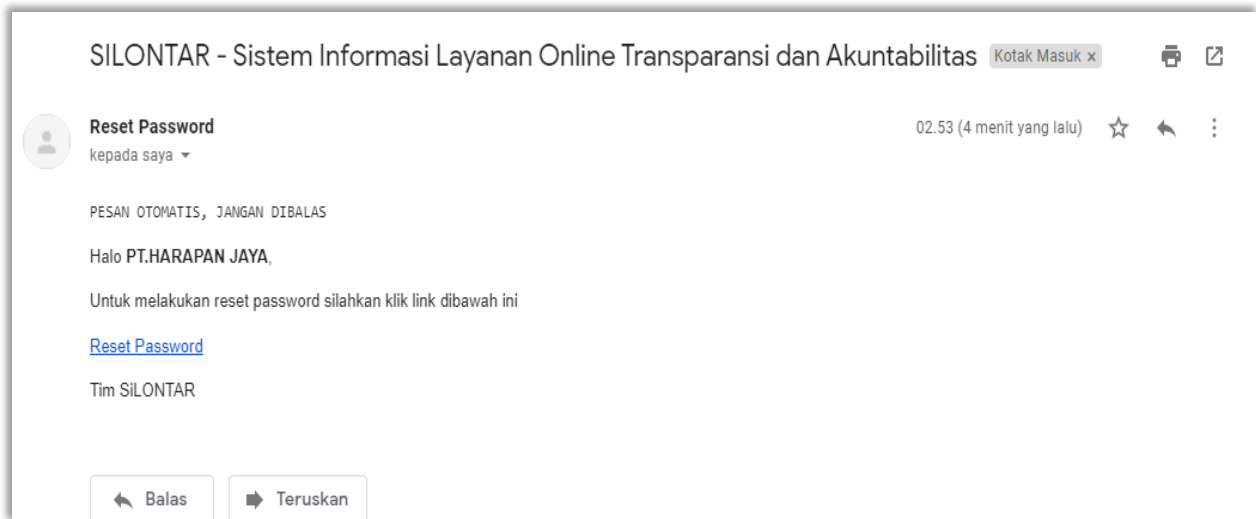 SILONTAR - Sistem Informasi Layanan Online Transparansi dan Akuntabilitas Kotak Masuk x
Reset Password 02.53 (4 menit yang lalu)
kepada saya
PESAN OTOMATIS, JANGAN DIBALAS
Halo PT.HARAPAN JAYA,
Untuk melakukan reset password silahkan klik link dibawah ini
Reset Password
Tim SiLONTAR
Balas Teruskan